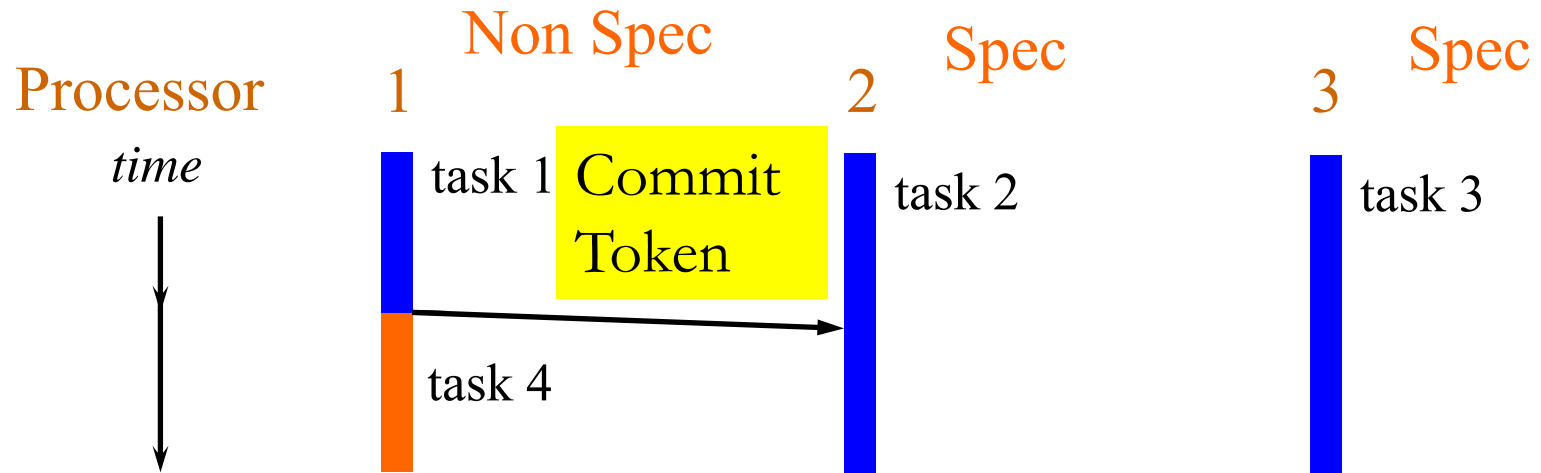 Non Spec
Spec
Spec
Processor
1
2
3
time
task 1
Commit
Token
task 2
task 3
task 4